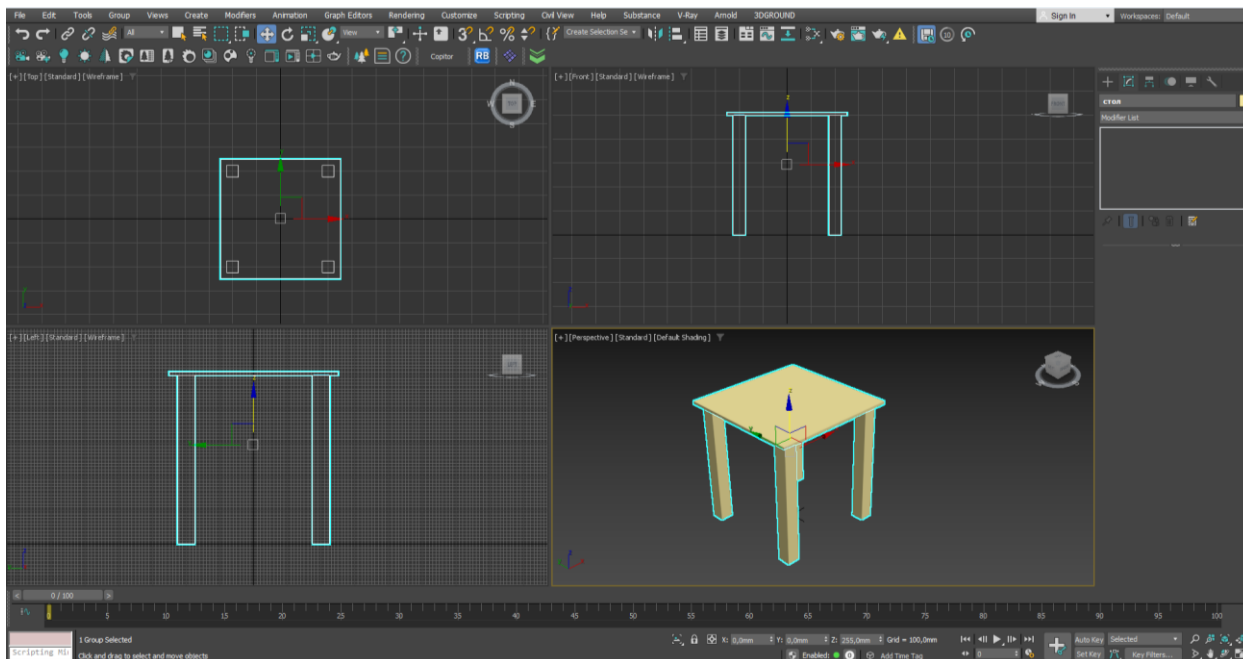 File Edit Tools Group Views Create Modifiers Animation Graph Editors Rendering Customize Scripting Civil View Help Substance V-Ray Arnold 3DGROUND Sign In Workspaces: Default
All View Create Selection Se
Copitor RB
[+][Top][Standard][Wireframe]
[+][Front][Standard][Wireframe]
N W E
стол
Modifier List
[+][Left][Standard][Wireframe]
[+][Perspective][Standard][Default Shading]
0 / 100
5 10 15 20 25 30 35 40 45 50 55 60 65 70 75 80 85 90 95 100
1 Group Selected X: 0,0mm Y: 0,0mm Z: 255,0mm Grid = 100,0mm Auto Key Selected
Scripting Mi Click and drag to select and move objects Enabled: 0 Add Time Tag 0 Set Key Key Filters...